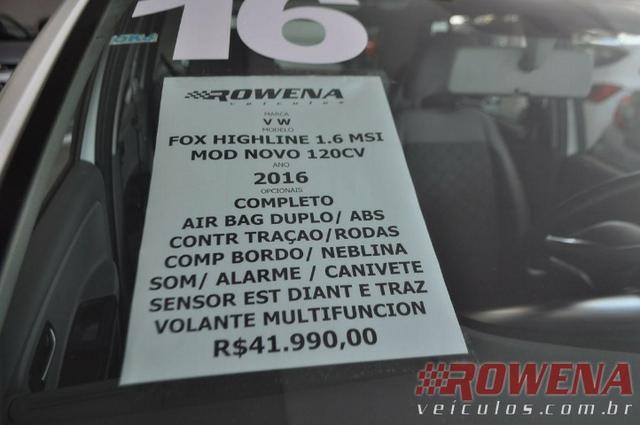 16
ROWENA
veículos
MARCA
VW
MODELO
FOX HIGHLINE 1.6 MSI
MOD NOVO 120CV
ANO
2016
OPCIONAIS
COMPLETO
AIR BAG DUPLO/ ABS
CONTR TRAÇAO/RODAS
COMP BORDO/ NEBLINA
SOM/ ALARME / CANIVETE
SENSOR EST DIANT E TRAZ
VOLANTE MULTIFUNCION
R$41.990,00
ROWENA
veículos.com.br